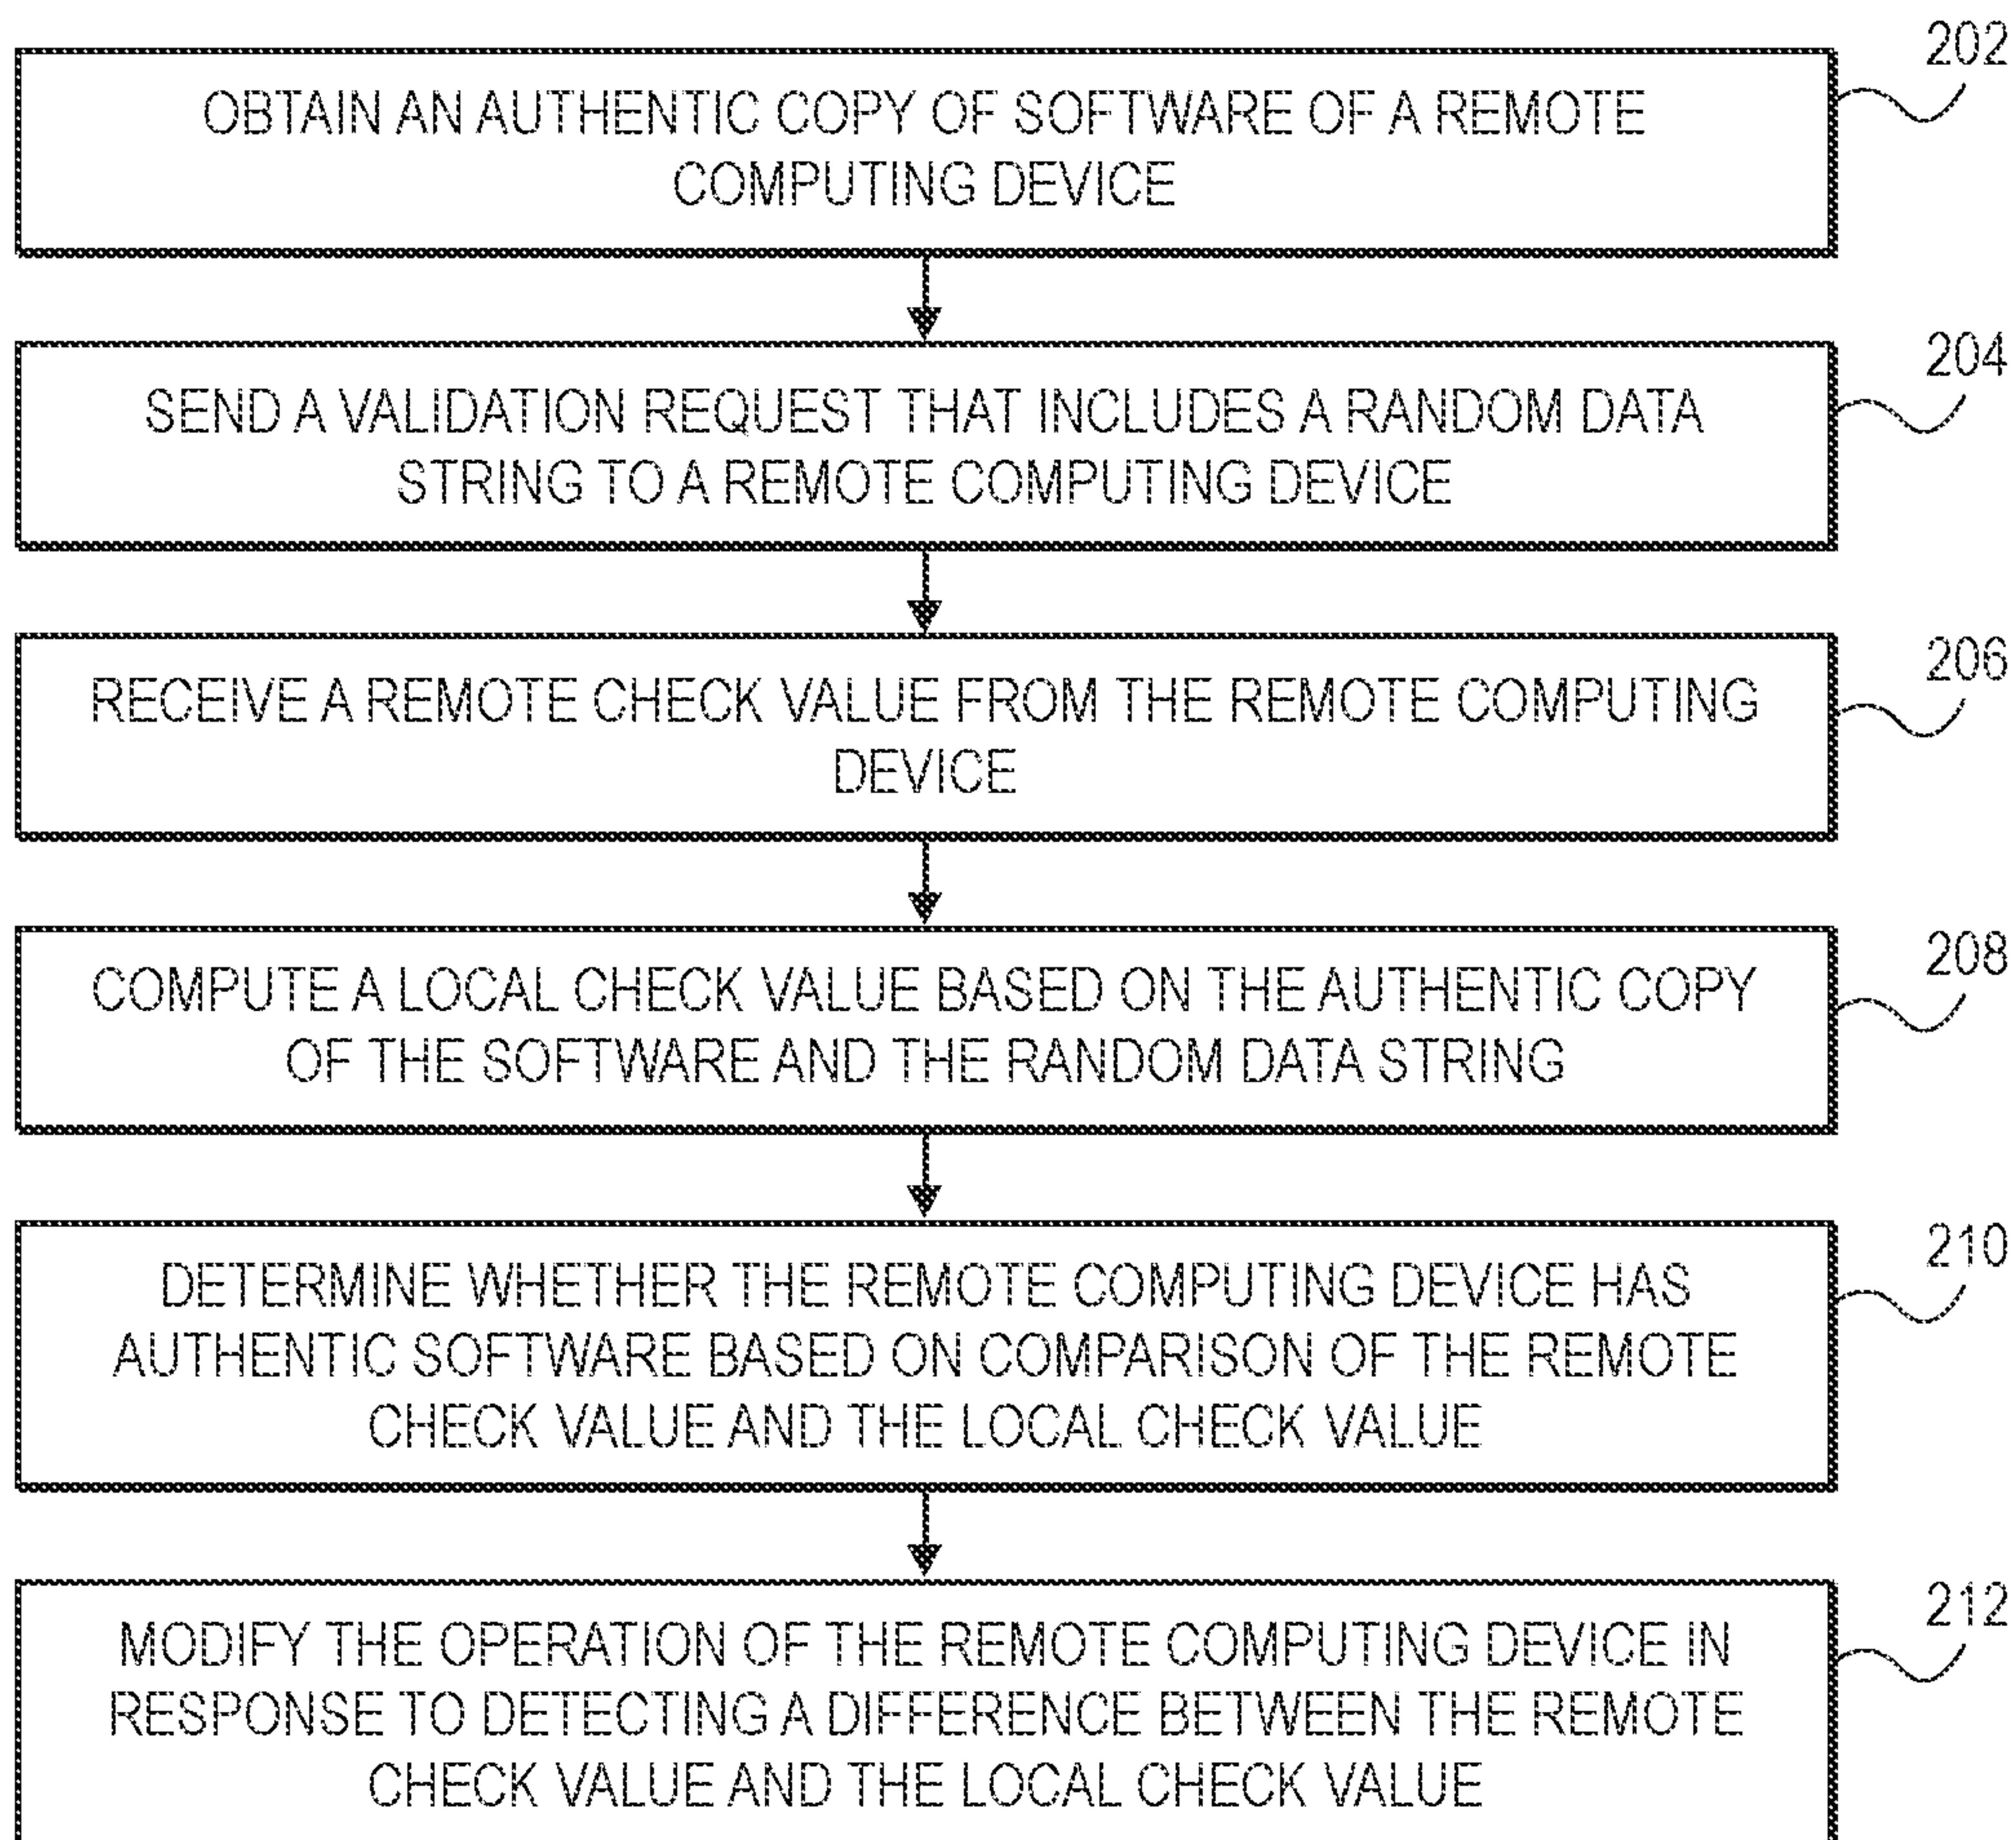 202
OBTAIN AN AUTHENTIC COPY OF SOFTWARE OF A REMOTE
COMPUTING DEVICE
204
SEND A VALIDATION REQUEST THAT INCLUDES A RANDOM DATA
STRING TO A REMOTE COMPUTING DEVICE
206
RECEIVE A REMOTE CHECK VALUE FROM THE REMOTE COMPUTING
DEVICE
208
COMPUTE A LOCAL CHECK VALUE BASED ON THE AUTHENTIC COPY
OF THE SOFTWARE AND THE RANDOM DATA STRING
210
DETERMINE WHETHER THE REMOTE COMPUTING DEVICE HAS
AUTHENTIC SOFTWARE BASED ON COMPARISON OF THE REMOTE
CHECK VALUE AND THE LOCAL CHECK VALUE
212
MODIFY THE OPERATION OF THE REMOTE COMPUTING DEVICE IN
RESPONSE TO DETECTING A DIFFERENCE BETWEEN THE REMOTE
CHECK VALUE AND THE LOCAL CHECK VALUE